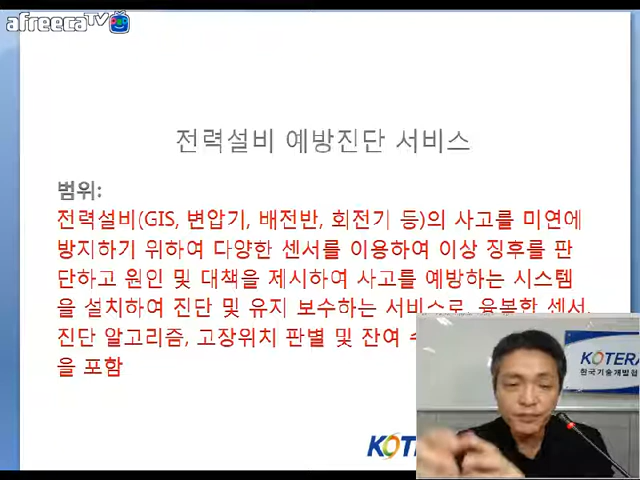 afreecaTV
전력설비 예방진단 서비스
범위:
전력설비(GIS, 변압기, 배전반, 회전기 등)의 사고를 미연에
방지하기 위하여 다양한 센서를 이용하여 이상 징후를 판
단하고 원인 및 대책을 제시하여 사고를 예방하는 시스템
을 설치하여 진단 및 유지 보수하는 서비스로 융복합 센서,
진단 알고리즘, 고장위치 판별 및 잔여
을 포함
KOTERA
한국기술개발협